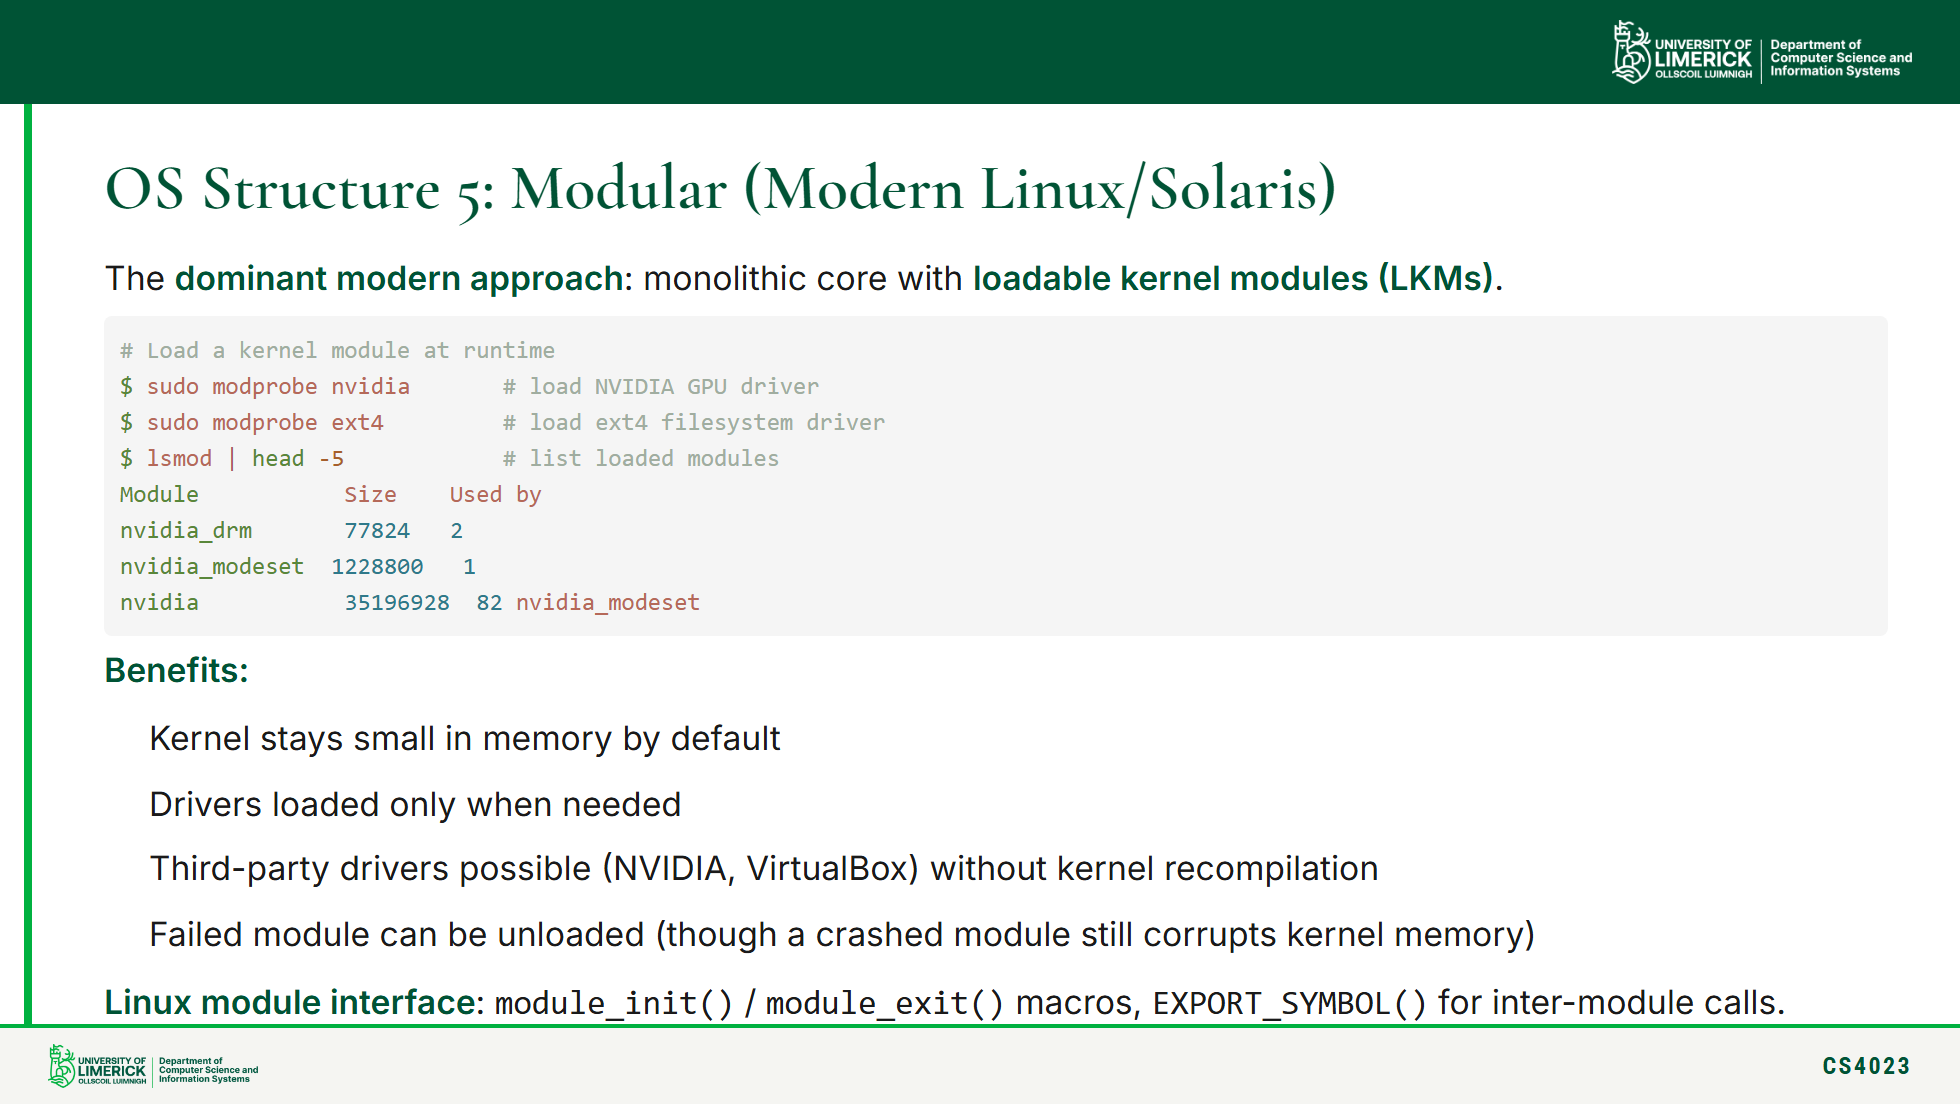 UNIVERSITY OF
LIMERICK
OLLSCOIL LUIMNIGH
Department of
Computer Science and
Information Systems
OS Structure 5: Modular (Modern Linux/Solaris)
The dominant modern approach: monolithic core with loadable kernel modules (LKMs).
# Load a kernel module at runtime
$ sudo modprobe nvidia       # load NVIDIA GPU driver
$ sudo modprobe ext4         # load ext4 filesystem driver
$ lsmod | head -5            # list loaded modules
Module           Size    Used by
nvidia_drm       77824   2
nvidia_modeset  1228800   1
nvidia           35196928  82 nvidia_modeset
Benefits:
Kernel stays small in memory by default
Drivers loaded only when needed
Third-party drivers possible (NVIDIA, VirtualBox) without kernel recompilation
Failed module can be unloaded (though a crashed module still corrupts kernel memory)
Linux module interface: module_init() / module_exit() macros, EXPORT_SYMBOL() for inter-module calls.
UNIVERSITY OF
LIMERICK
OLLSCOIL LUIMNIGH
Department of
Computer Science and
Information Systems
CS4023